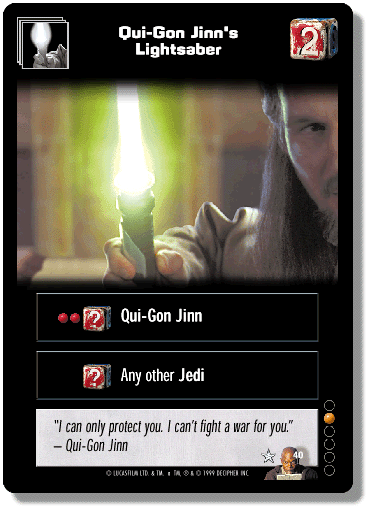 Qui-Gon Jinn's
Lightsaber
2
? Qui-Gon Jinn
? Any other Jedi
"I can only protect you. I can't fight a war for you."
– Qui-Gon Jinn
40
© LUCASFILM LTD. & TM. ® TM, ® & © 1999 DECIPHER INC.